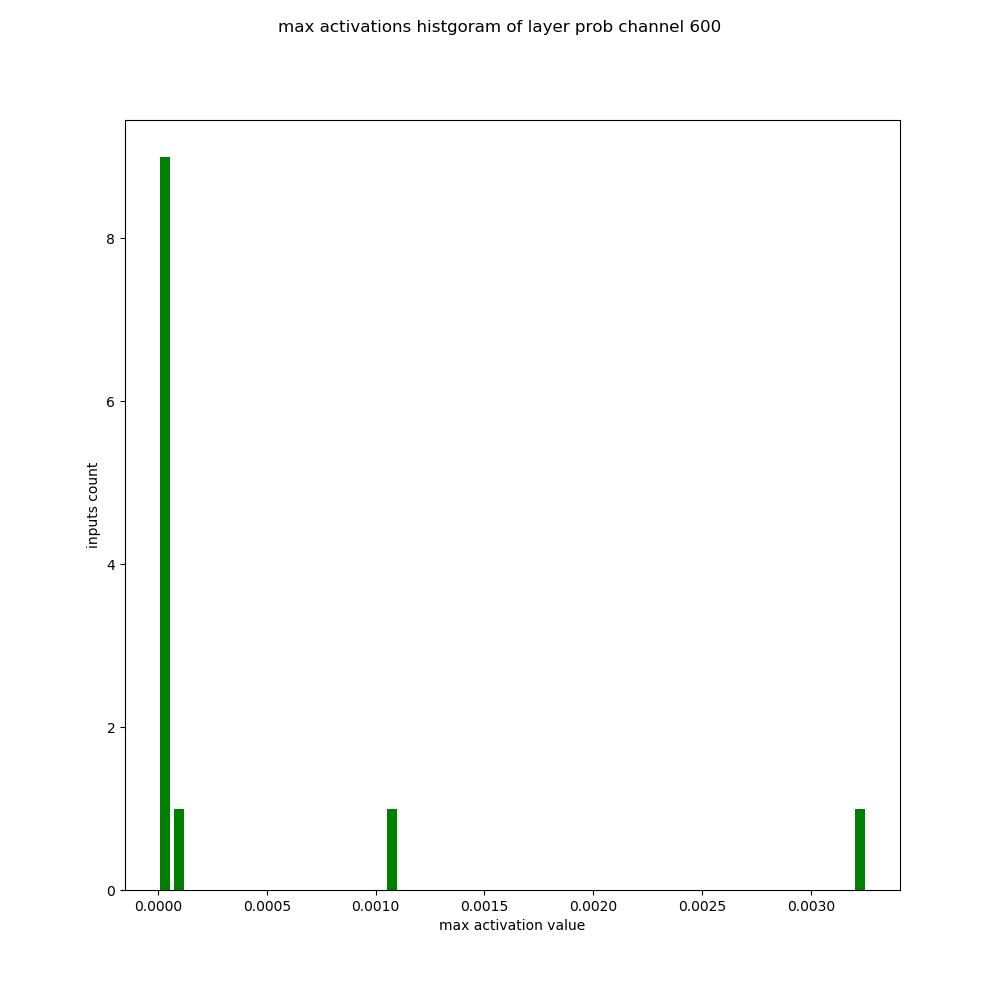 max activations histgoram of layer prob channel 600
8
6
4
2
0
inputs count
0.0000 0.0005 0.0010 0.0015 0.0020 0.0025 0.0030
max activation value